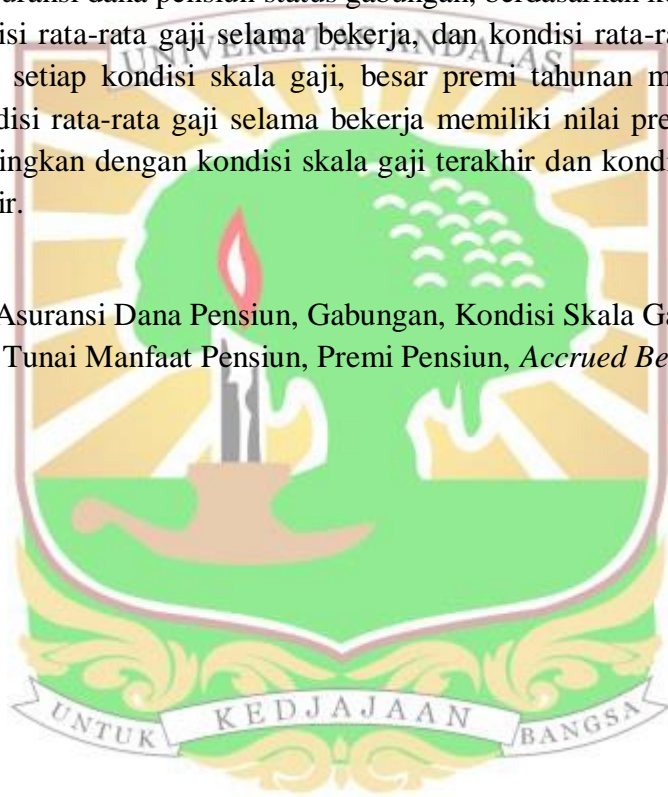 suransi dana pensiun status gabungan, berdasarkan
isi rata-rata gaji selama bekerja, dan kondisi rata-ra
setiap kondisi skala gaji, besar premi tahunan m
disi rata-rata gaji selama bekerja memiliki nilai pre
ingkan dengan kondisi skala gaji terakhir dan kondi
ir.
Asuransi Dana Pensiun, Gabungan, Kondisi Skala Ga
Tunai Manfaat Pensiun, Premi Pensiun, Accrued Be
UNIVERSITAS ANDALAS
UNTUK KEDJAJAAN BANGSA